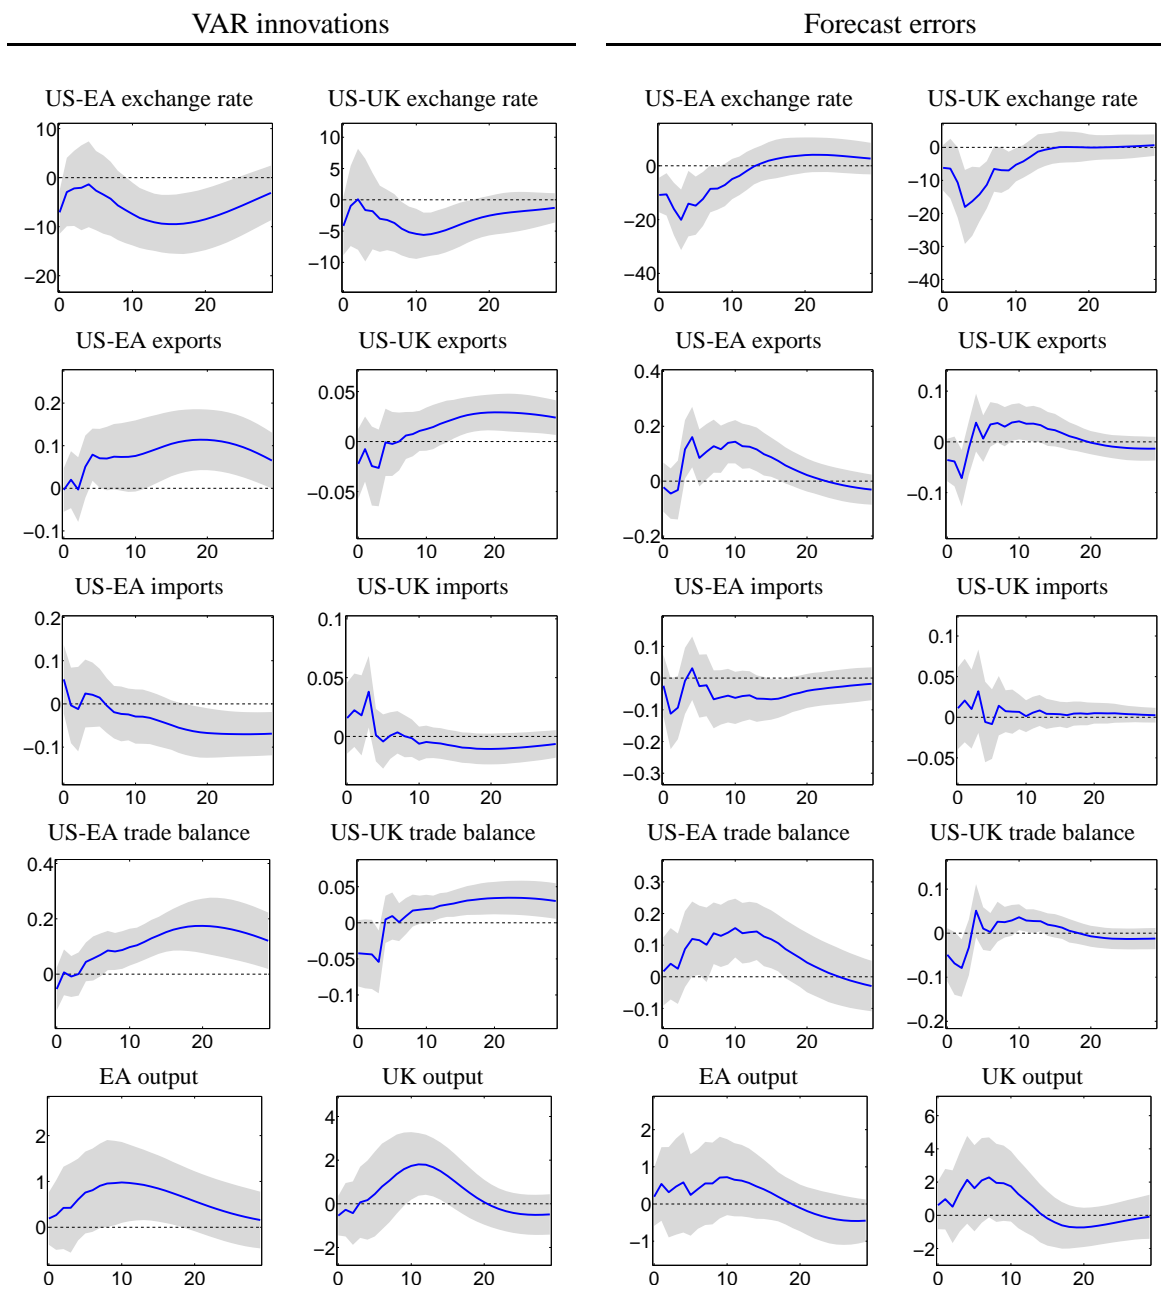 VAR innovations Forecast errors
US-EA exchange rate US-UK exchange rate US-EA exchange rate US-UK exchange rate
10 0 −10 −20 0 10 20
10 5 0 −5 −10 0 10 20
0 −20 −40 0 10 20
0 −10 −20 −30 −40 0 10 20
US-EA exports US-UK exports US-EA exports US-UK exports
0.2 0.1 0 −0.1 0 10 20
0.05 0 −0.05 0 10 20
0.4 0.2 0 −0.2 0 10 20
0.1 0 −0.1 0 10 20
US-EA imports US-UK imports US-EA imports US-UK imports
0.2 0.1 0 −0.1 0 10 20
0.1 0.05 0 0 10 20
0.1 0 −0.1 −0.2 −0.3 0 10 20
0.1 0.05 0 −0.05 0 10 20
US-EA trade balance US-UK trade balance US-EA trade balance US-UK trade balance
0.4 0.2 0 0 10 20
0.05 0 −0.05 −0.1 0 10 20
0.3 0.2 0.1 0 −0.1 0 10 20
0.1 0 −0.1 −0.2 0 10 20
EA output UK output EA output UK output
2 1 0 0 10 20
4 2 0 −2 0 10 20
2 1 0 −1 0 10 20
6 4 2 0 −2 0 10 20